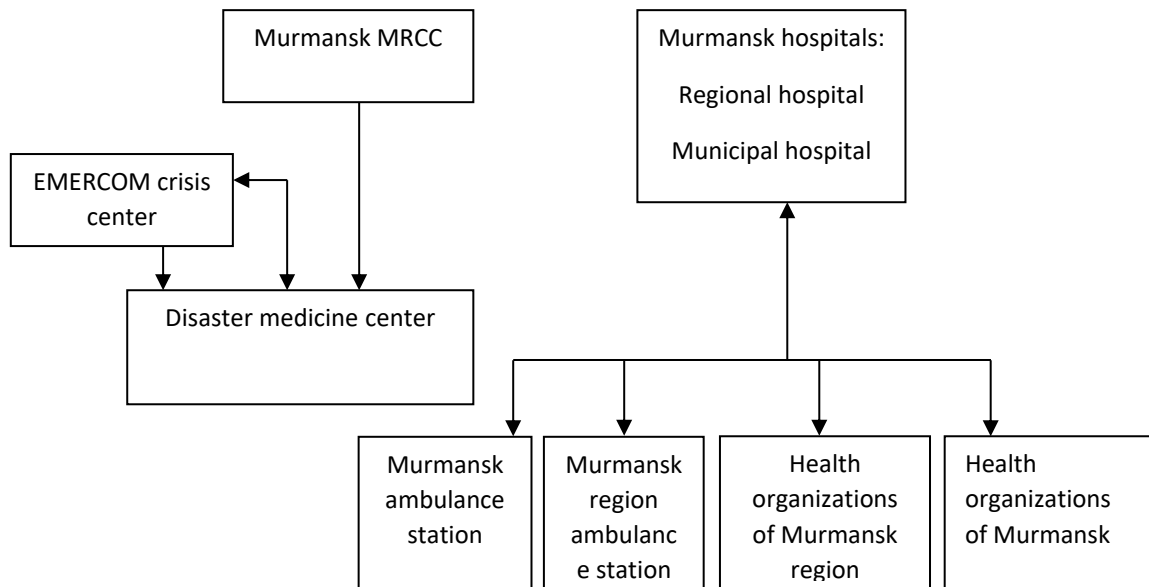 Murmansk MRCC
Murmansk hospitals:
Regional hospital
Municipal hospital
EMERCOM crisis
center
Disaster medicine center
Murmansk
ambulance
station
Murmansk
region
ambulanc
e station
Health
organizations
of Murmansk
region
Health
organizations
of Murmansk